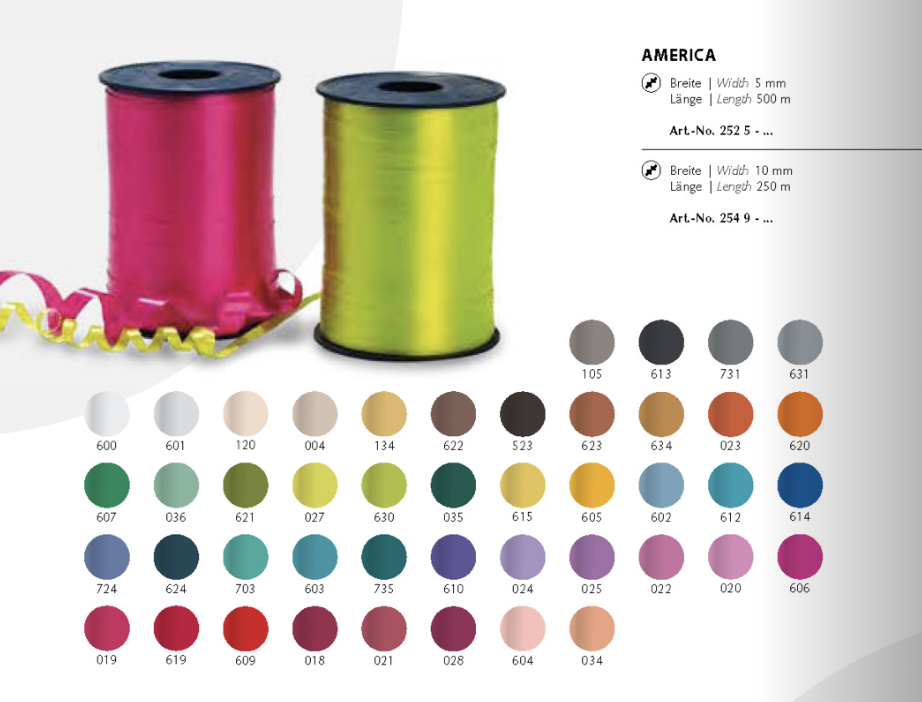 AMERICA
Breite | Width 5 mm
Länge | Length 500 m
Art.-No. 252 5 - ...
Breite | Width 10 mm
Länge | Length 250 m
Art.-No. 254 9 - ...
105 613 731 631
600 601 120 004 134 622 523 623 634 023 620
607 036 621 027 630 035 615 605 602 612 614
724 624 703 603 735 610 024 025 022 020 606
019 619 609 018 021 028 604 034